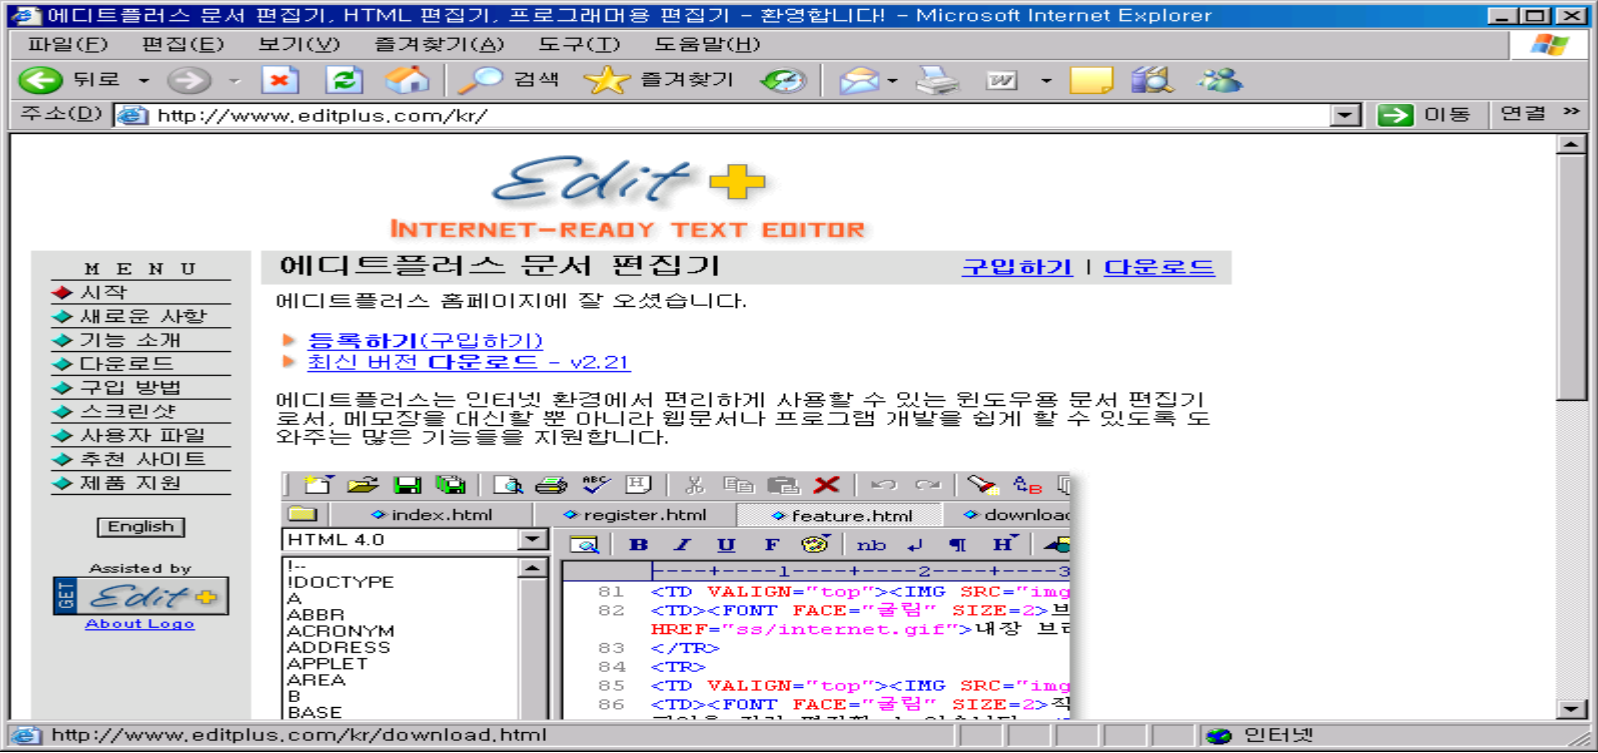 에디트플러스 문서 편집기, HTML 편집기, 프로그래머용 편집기 - 환영합니다! - Microsoft Internet Explorer
파일(F) 편집(E) 보기(V) 즐겨찾기(A) 도구(T) 도움말(H)
뒤로 검색 즐겨찾기
주소(D) http://www.editplus.com/kr/ 이동 연결 »
Edit+
INTERNET-READY TEXT EDITOR
MENU
시작
새로운 사항
기능 소개
다운로드
구입 방법
스크린샷
사용자 파일
추천 사이트
제품 지원
English
Assisted by
GET Edit+
About Logo
에디트플러스 문서 편집기 구입하기 | 다운로드
에디트플러스 홈페이지에 잘 오셨습니다.
등록하기(구입하기)
최신 버전 다운로드 - v2.21
에디트플러스는 인터넷 환경에서 편리하게 사용할 수 있는 윈도우용 문서 편집기
로서, 메모장을 대신할 뿐 아니라 웹문서나 프로그램 개발을 쉽게 할 수 있도록 도
와주는 많은 기능들을 지원합니다.
ABC H A B
index.html register.html feature.html download
HTML 4.0
B I U F nb ¶ H
!--
!DOCTYPE
A
ABBR
ACRONYM
ADDRESS
APPLET
AREA
B
BASE
----+----1----+----2----+----3
81 <TD VALIGN="top"><IMG SRC="img
82 <TD><FONT FACE="굴림" SIZE=2>브
HREF="ss/internet.gif">내장 브라
83 </TR>
84 <TR>
85 <TD VALIGN="top"><IMG SRC="img
86 <TD><FONT FACE="굴림" SIZE=2>작
http://www.editplus.com/kr/download.html 인터넷